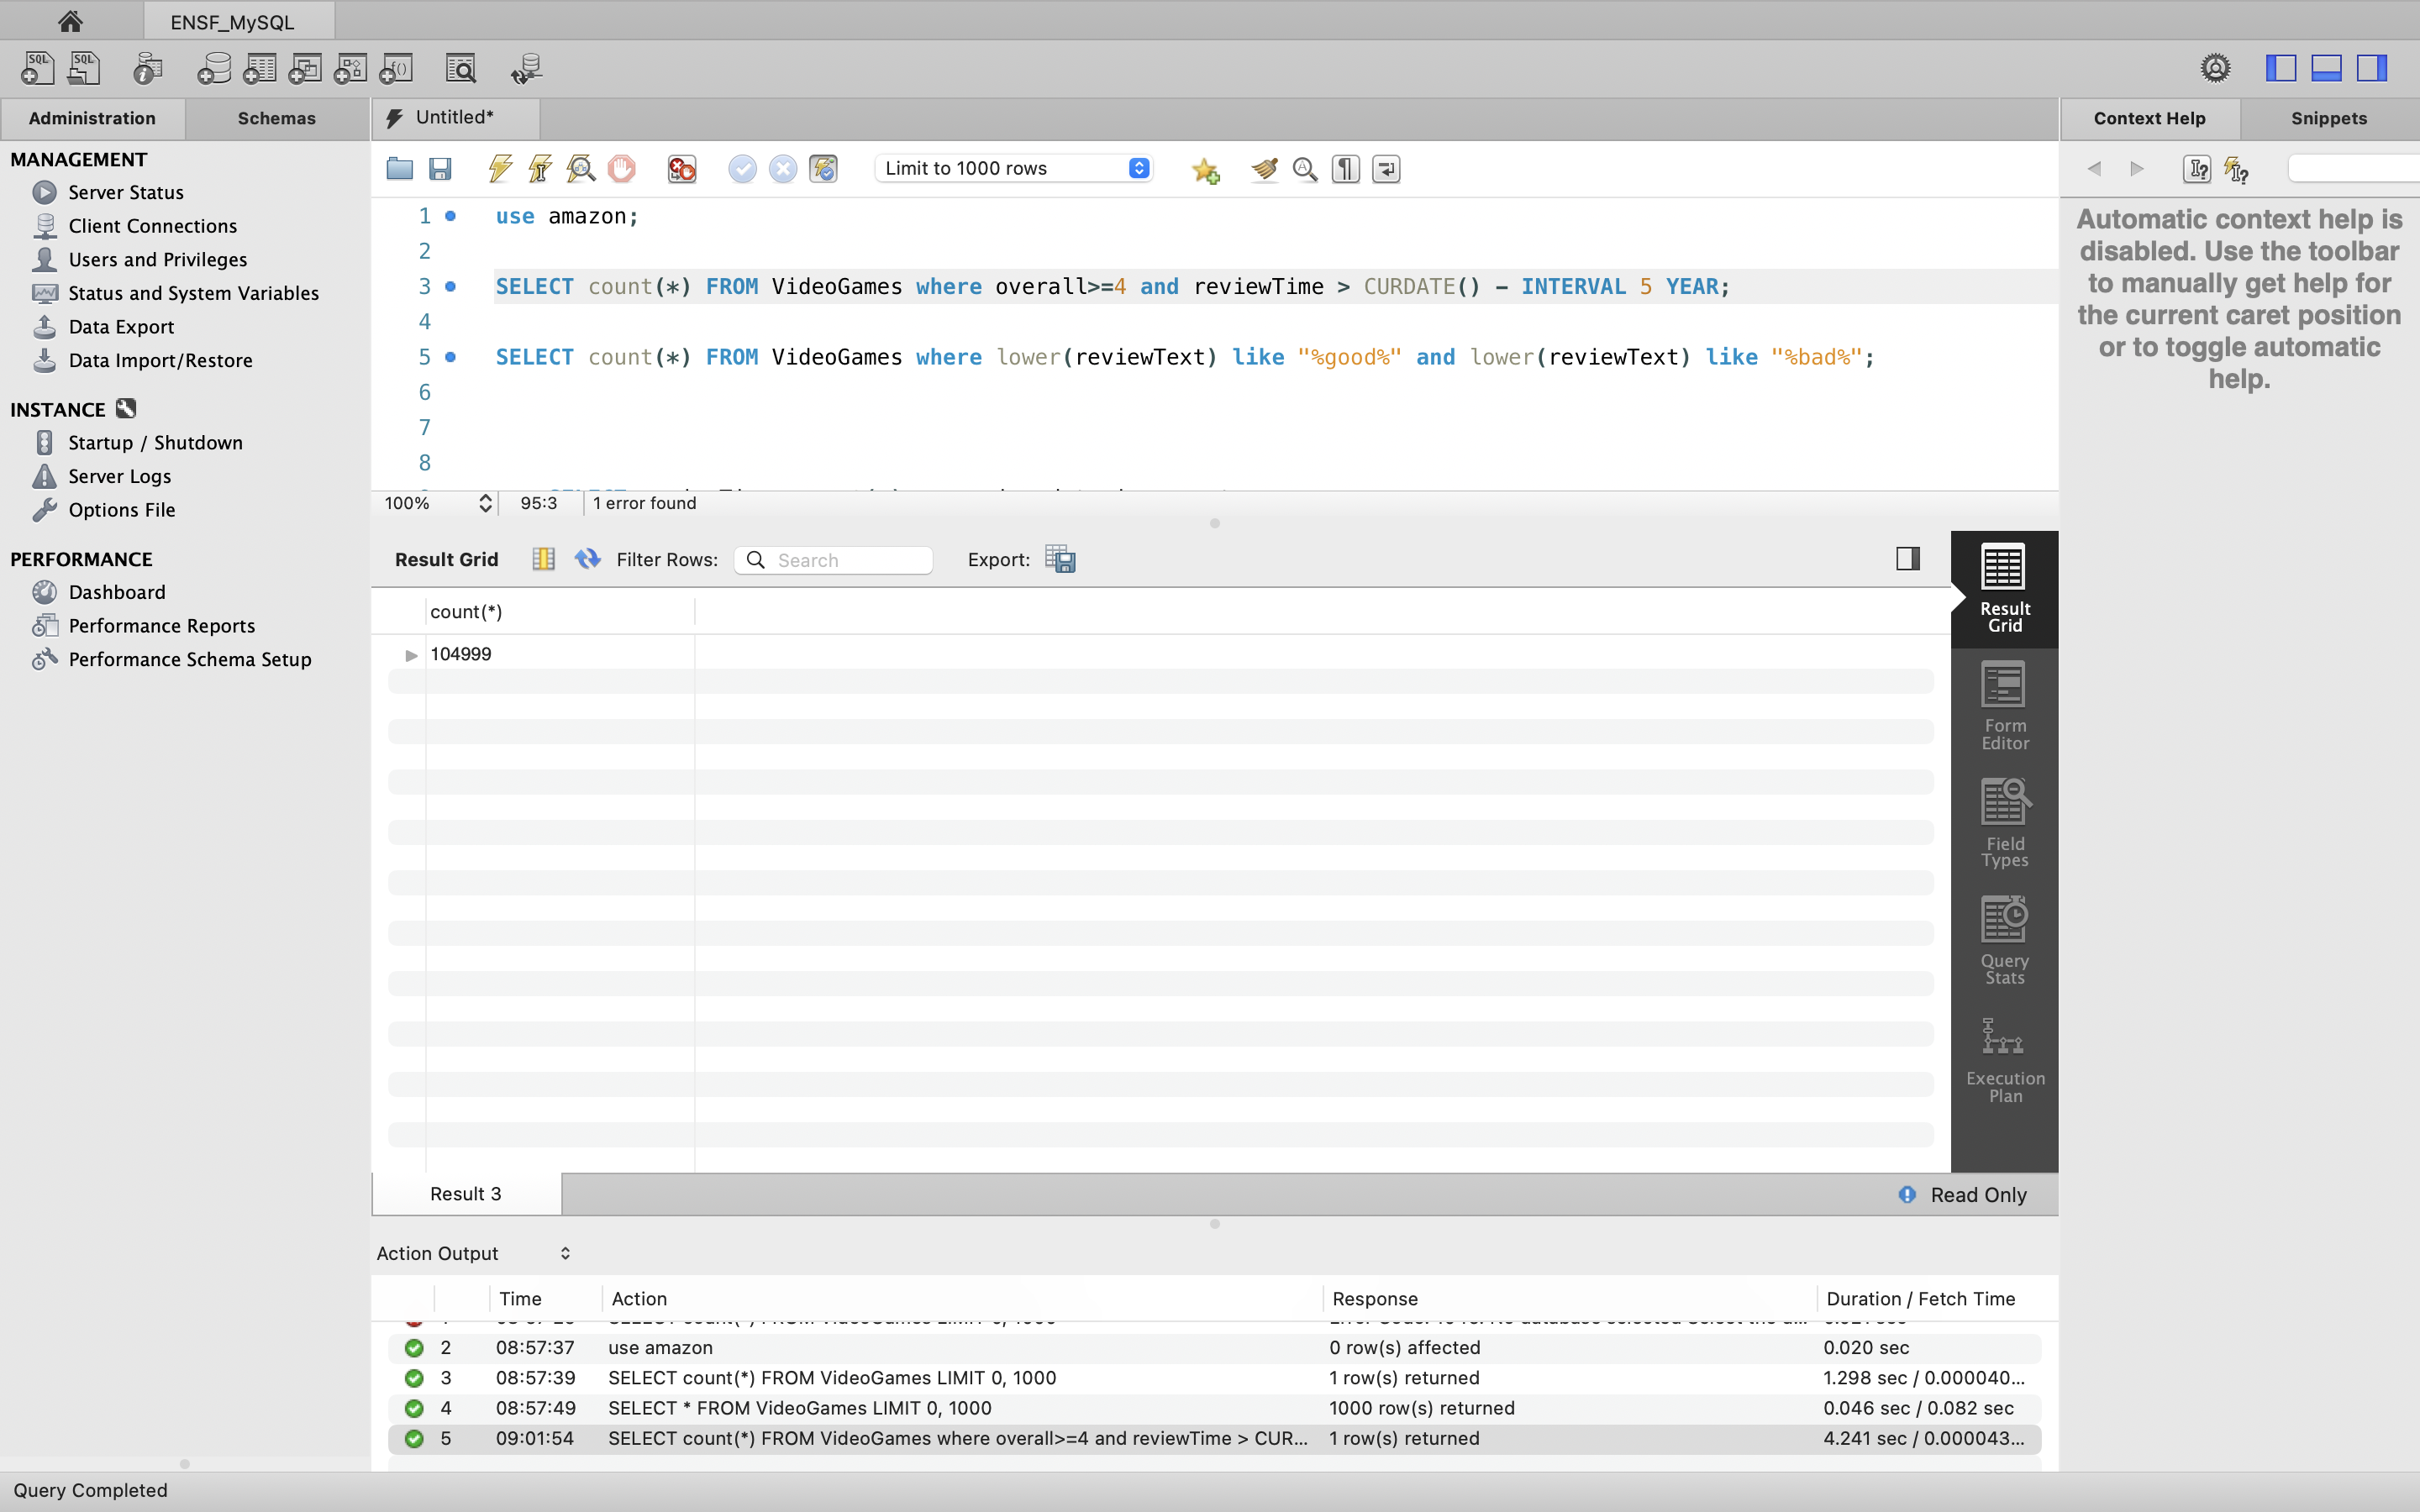 ENSF_MySQL
SQL SQL
Administration Schemas
Untitled*
Context Help Snippets
MANAGEMENT
Server Status
Client Connections
Users and Privileges
Status and System Variables
Data Export
Data Import/Restore
INSTANCE
Startup / Shutdown
Server Logs
Options File
PERFORMANCE
Dashboard
Performance Reports
Performance Schema Setup
Limit to 1000 rows
1 use amazon;
2
3 SELECT count(*) FROM VideoGames where overall>=4 and reviewTime > CURDATE() - INTERVAL 5 YEAR;
4
5 SELECT count(*) FROM VideoGames where lower(reviewText) like "%good%" and lower(reviewText) like "%bad%";
6
7
8
100% 95:3 1 error found
Automatic context help is
disabled. Use the toolbar
to manually get help for
the current caret position
or to toggle automatic
help.
Result Grid Filter Rows: Search Export:
count(*)
104999
Result
Grid
Form
Editor
Field
Types
Query
Stats
Execution
Plan
Result 3
Read Only
Action Output
Time Action Response Duration / Fetch Time
2 08:57:37 use amazon 0 row(s) affected 0.020 sec
3 08:57:39 SELECT count(*) FROM VideoGames LIMIT 0, 1000 1 row(s) returned 1.298 sec / 0.000040...
4 08:57:49 SELECT * FROM VideoGames LIMIT 0, 1000 1000 row(s) returned 0.046 sec / 0.082 sec
5 09:01:54 SELECT count(*) FROM VideoGames where overall>=4 and reviewTime > CUR... 1 row(s) returned 4.241 sec / 0.000043...
Query Completed